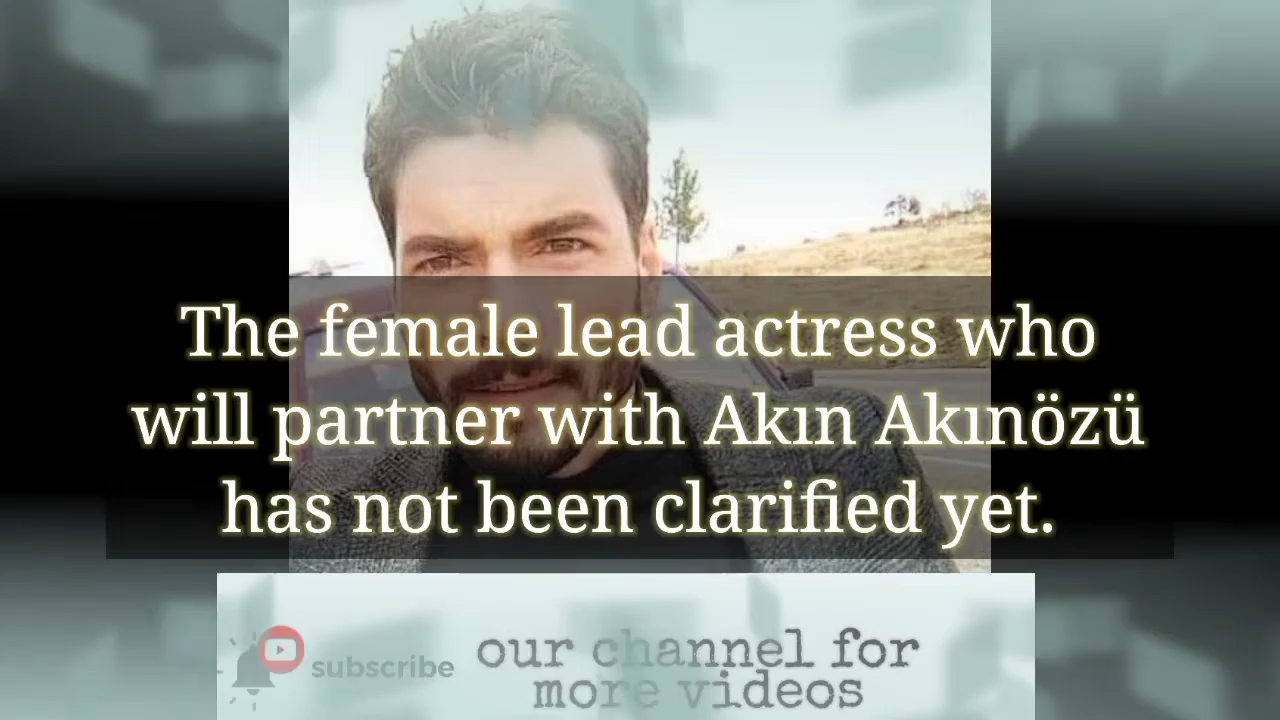 The female lead actress who
will partner with Akın Akınözü
has not been clarified yet.
subscribe
our channel for
more videos